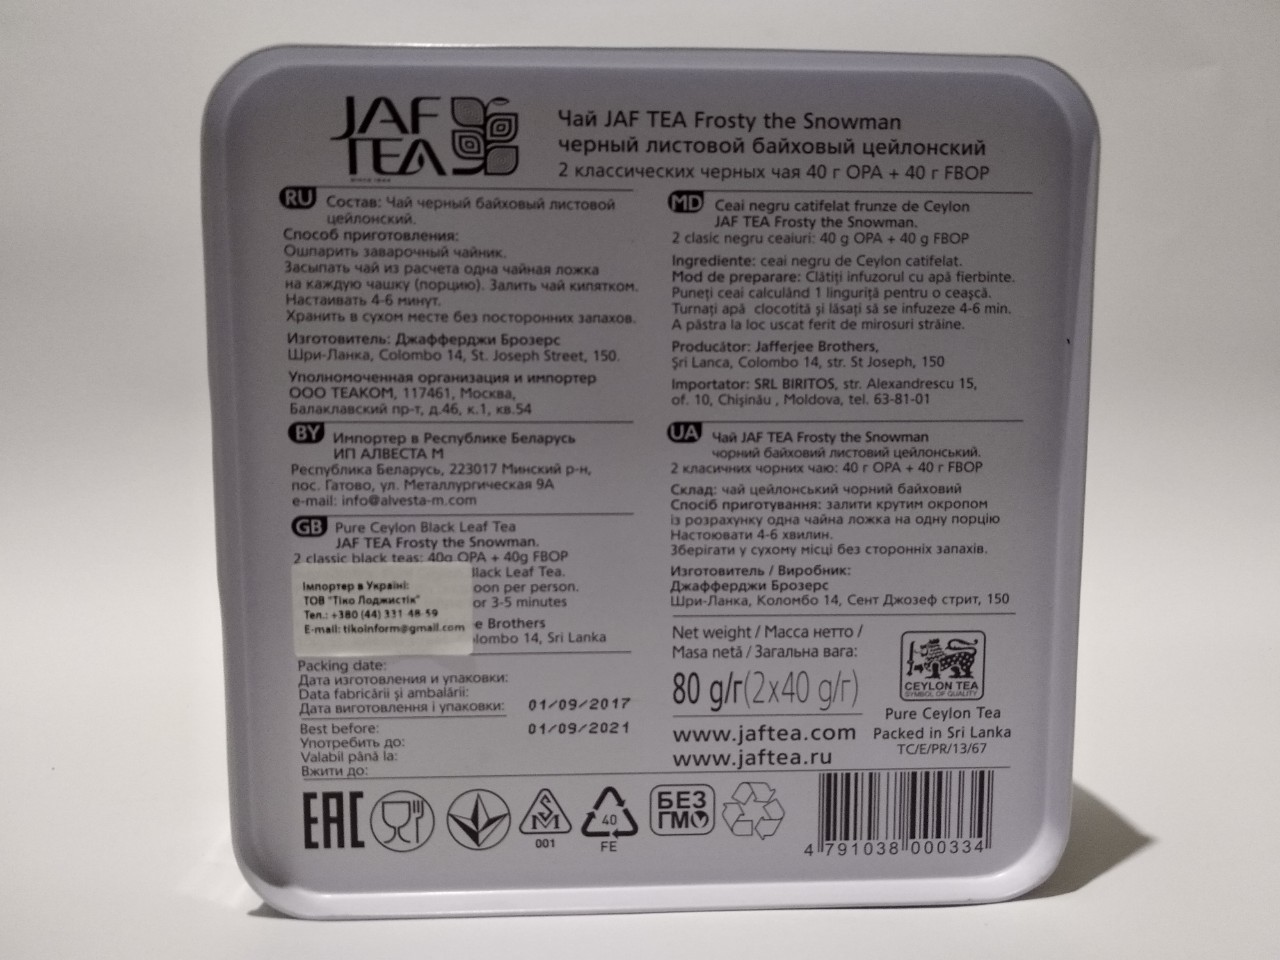 JAF
TEA
Чай JAF TEA Frosty the Snowman
черный листовой байховый цейлонский
2 классических черных чая 40 г OPA + 40 г FBOP
RU Состав: Чай черный байховый листовой
цейлонский.
Способ приготовления:
Ошпарить заварочный чайник.
Засыпать чай из расчета одна чайная ложка
на каждую чашку (порцию). Залить чай кипятком.
Настаивать 4-6 минут.
Хранить в сухом месте без посторонних запахов.
Изготовитель: Джафферджи Брозерс
Шри-Ланка, Colombo 14, St. Joseph Street, 150.
Уполномоченная организация и импортер
ООО ТЕАКОМ, 117461, Москва,
Балаклавский пр-т, д.46, к.1, кв.54
BY Импортер в Республике Беларусь
ИП АЛВЕСТА М
Республика Беларусь, 223017 Минский р-н,
пос. Гатово, ул. Металлургическая 9А
e-mail: info@alvesta-m.com
GB Pure Ceylon Black Leaf Tea
JAF TEA Frosty the Snowman.
2 classic black teas: 40g OPA + 40g FBOP
Black Leaf Tea.
oon per person.
or 3-5 minutes
ee Brothers
olombo 14, Sri Lanka
Імпортер в Україні:
ТОВ "Тіко Лоджистік"
Тел.: +380 (44) 331-48-59
E-mail: tikoinform@gmail.com
Packing date:
Дата изготовления и упаковки:
Data fabricării și ambalării:
Дата виготовлення і упаковки:
01/09/2017
Best before:
Употребить до:
Valabil până la:
Вжити до:
01/09/2021
MD Ceai negru catifelat frunze de Ceylon
JAF TEA Frosty the Snowman.
2 clasic negru ceaiuri: 40 g OPA + 40 g FBOP
Ingrediente: ceai negru de Ceylon catifelat.
Mod de preparare: Clătiți infuzorul cu apă fierbinte.
Puneți ceai calculând 1 linguriță pentru o ceașcă.
Turnați apă clocotită și lăsați să se infuzeze 4-6 min.
A păstra la loc uscat ferit de mirosuri străine.
Producător: Jafferjee Brothers,
Șri Lanca, Colombo 14, str. St Joseph, 150
Importator: SRL BIRITOS, str. Alexandrescu 15,
of. 10, Chișinău , Moldova, tel. 63-81-01
UA Чай JAF TEA Frosty the Snowman
чорний байховий листовий цейлонський.
2 класичних чорних чаю: 40 г OPA + 40 г FBOP
Склад: чай цейлонський чорний байховий
Спосіб приготування: залити крутим окропом
із розрахунку одна чайна ложка на одну порцію
Настоювати 4-6 хвилин.
Зберігати у сухому місці без сторонніх запахів.
Изготовитель / Виробник:
Джафферджи Брозерс
Шри-Ланка, Коломбо 14, Сент Джозеф стрит, 150
Net weight / Масса нетто /
Masa netă / Загальна вага:
80 g/г(2x40 g/г)
www.jaftea.com
www.jaftea.ru
CEYLON TEA
SYMBOL OF QUALITY
Pure Ceylon Tea
Packed in Sri Lanka
TC/E/PR/13/67
EAC
001
40
FE
БЕЗ
ГМО
4 791038 000334